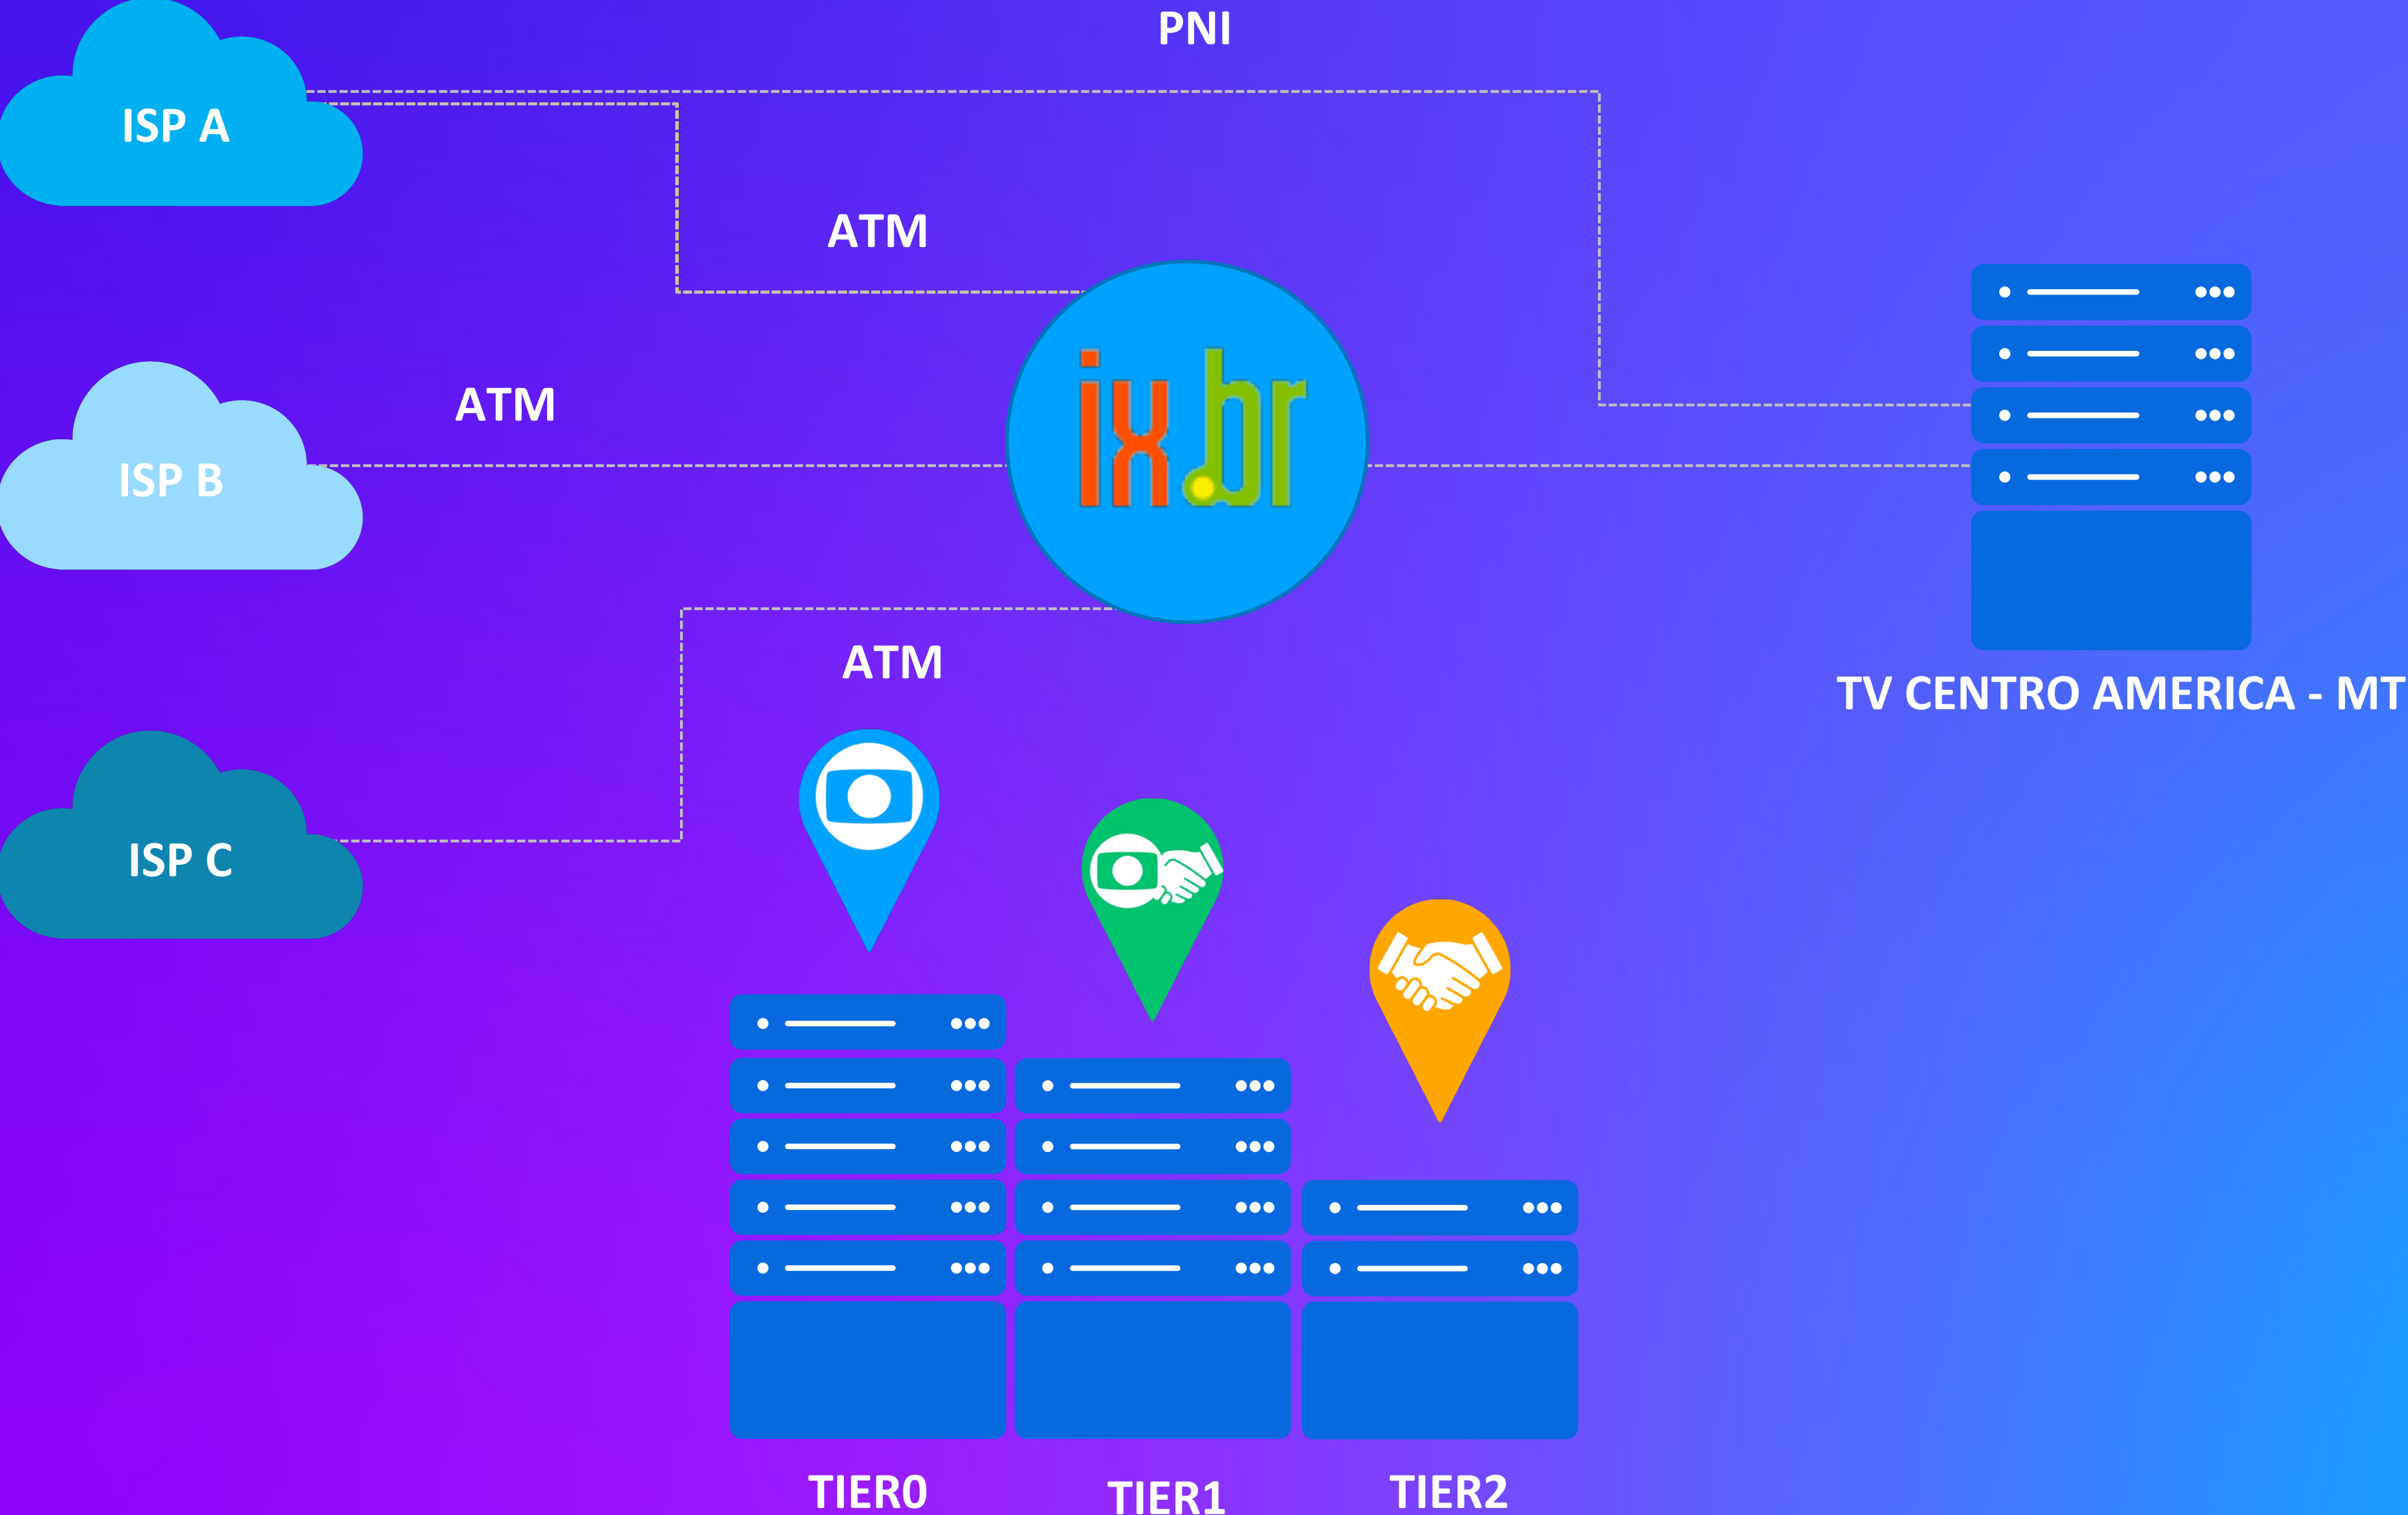 PNI
ISP A
ATM
ix.br
ATM
ISP B
ATM
TV CENTRO AMERICA - MT
ISP C
TIER0
TIER1
TIER2